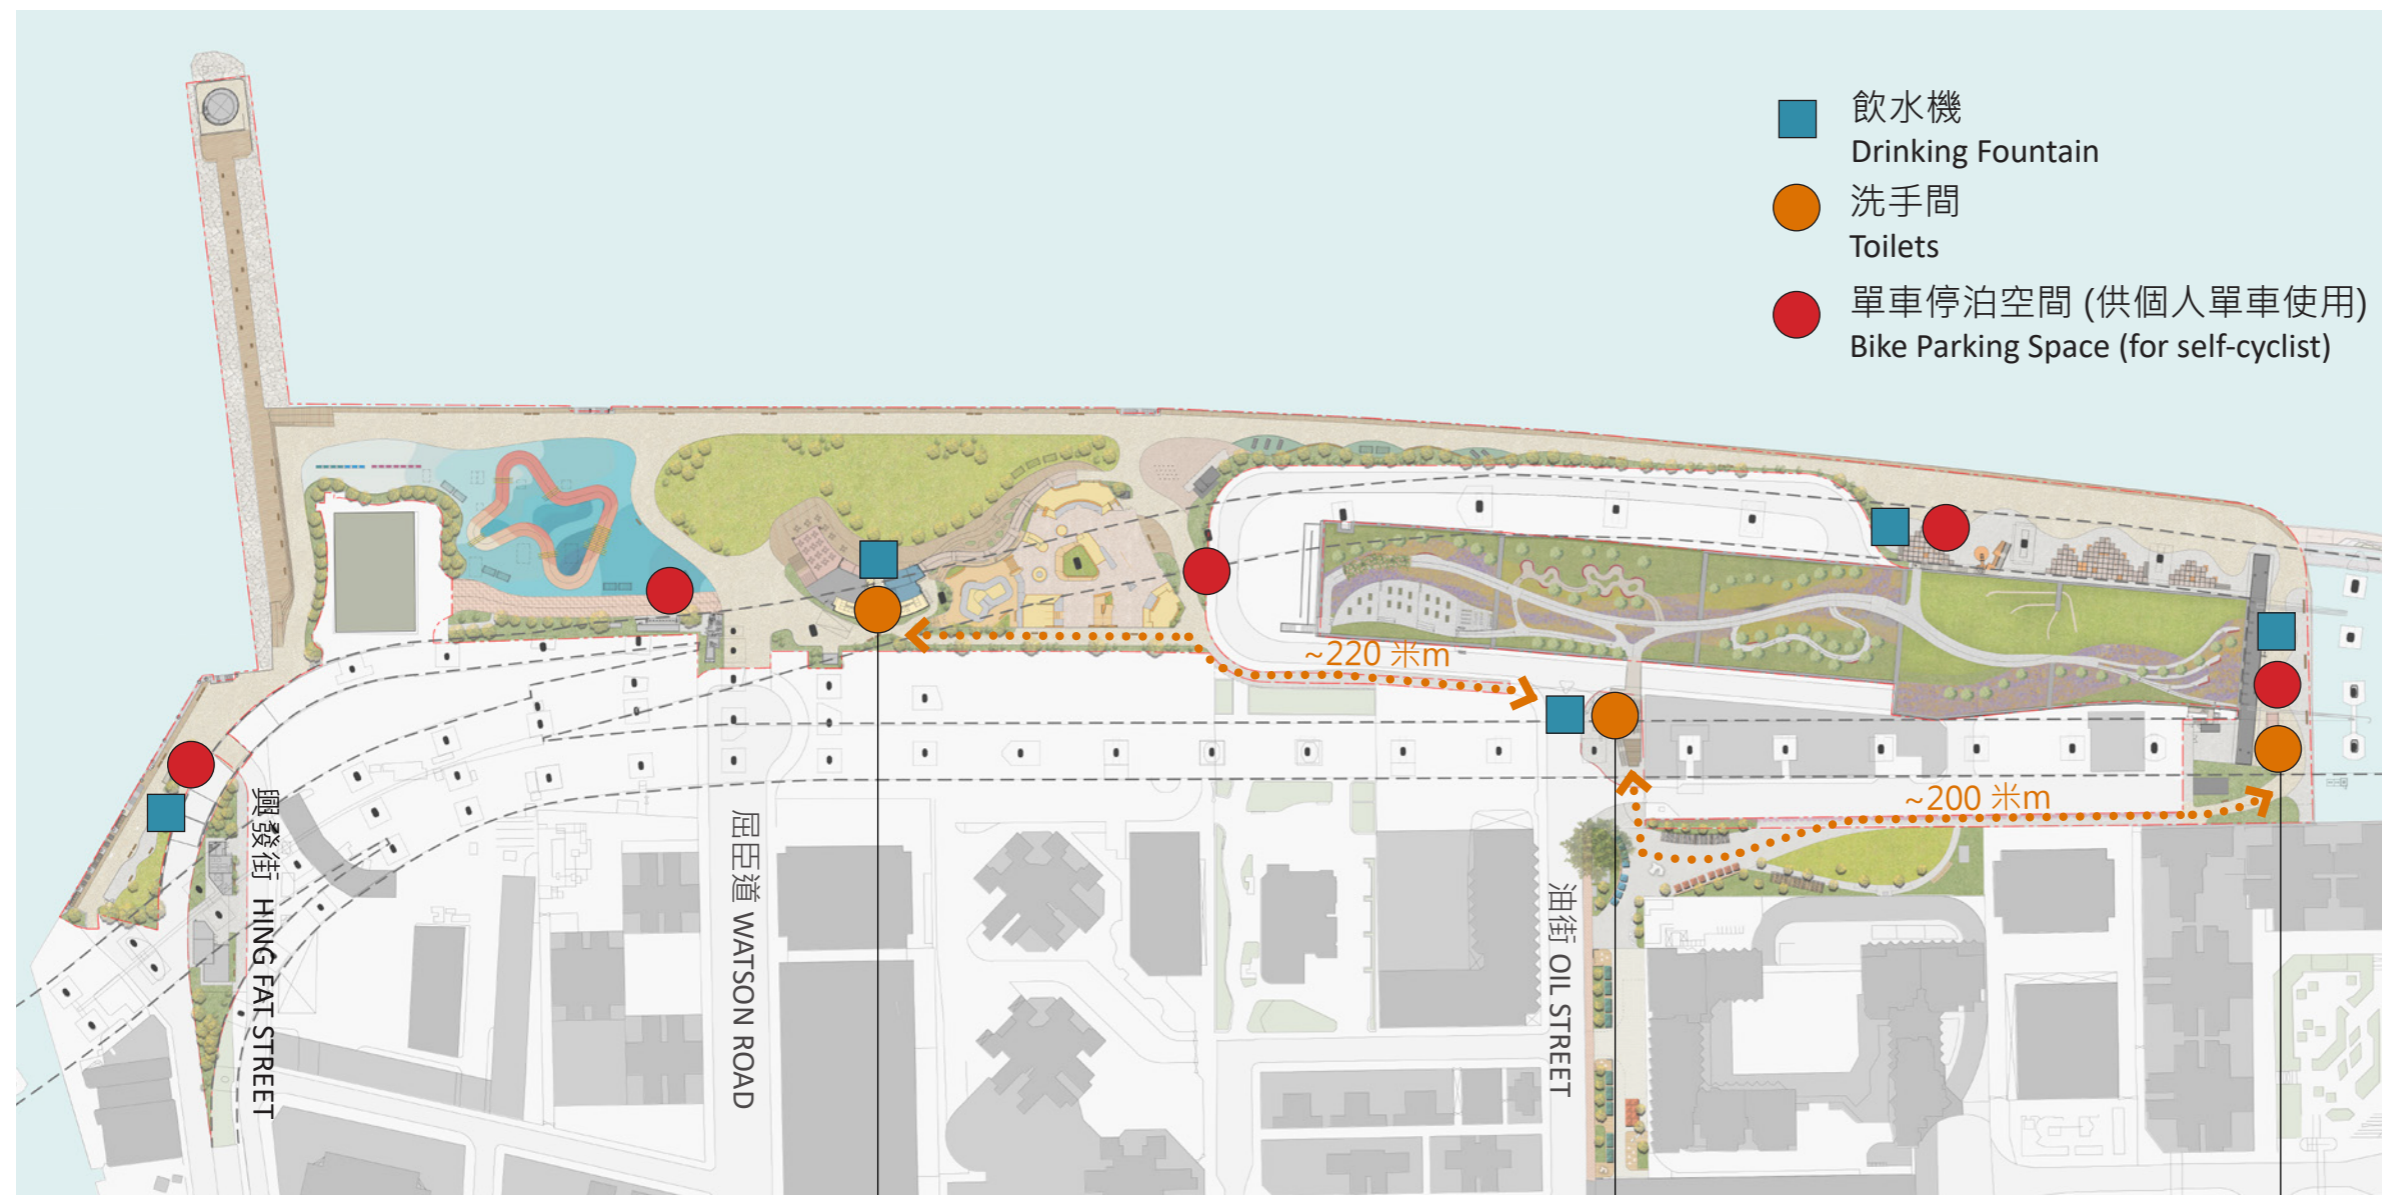 飲水機
Drinking Fountain
洗手間
Toilets
單車停泊空間 (供個人單車使用)
Bike Parking Space (for self-cyclist)
~220 米m
~200 米m
興發街 HING FAT STREET
屈臣道 WATSON ROAD
油街 OIL STREET